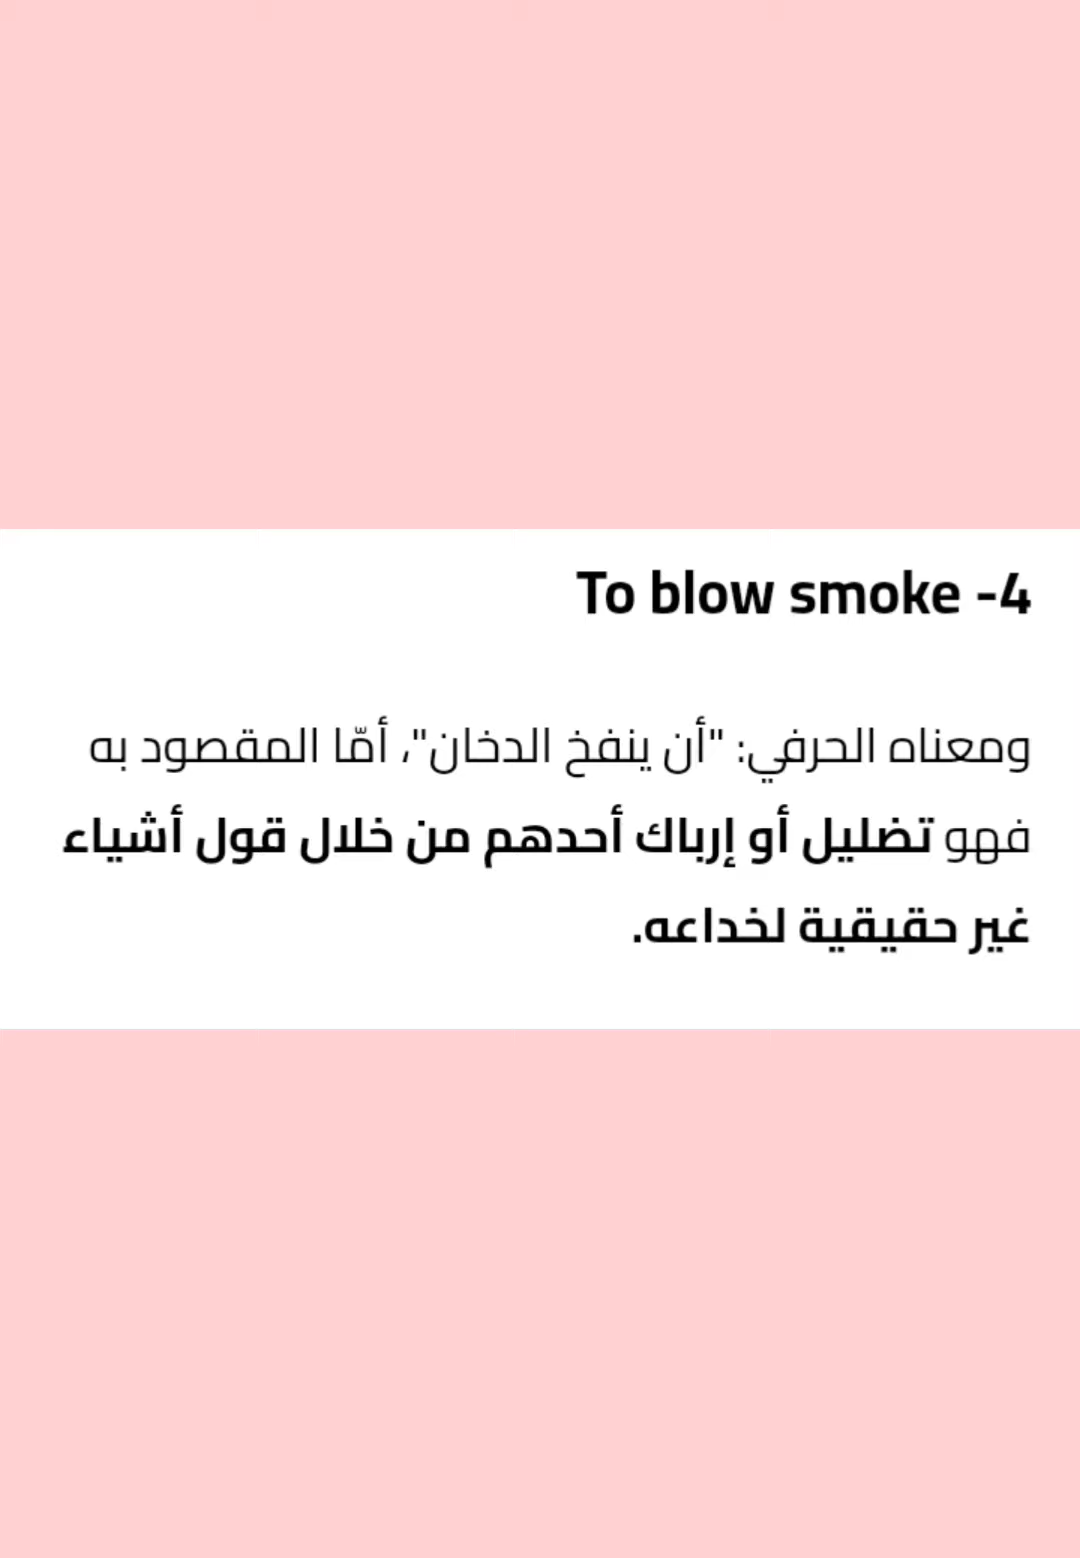 4- To blow smoke
ومعناه الحرفي: "أن ينفخ الدخان"، أمّا المقصود به
فهو تضليل أو إرباك أحدهم من خلال قول أشياء
غير حقيقية لخداعه.